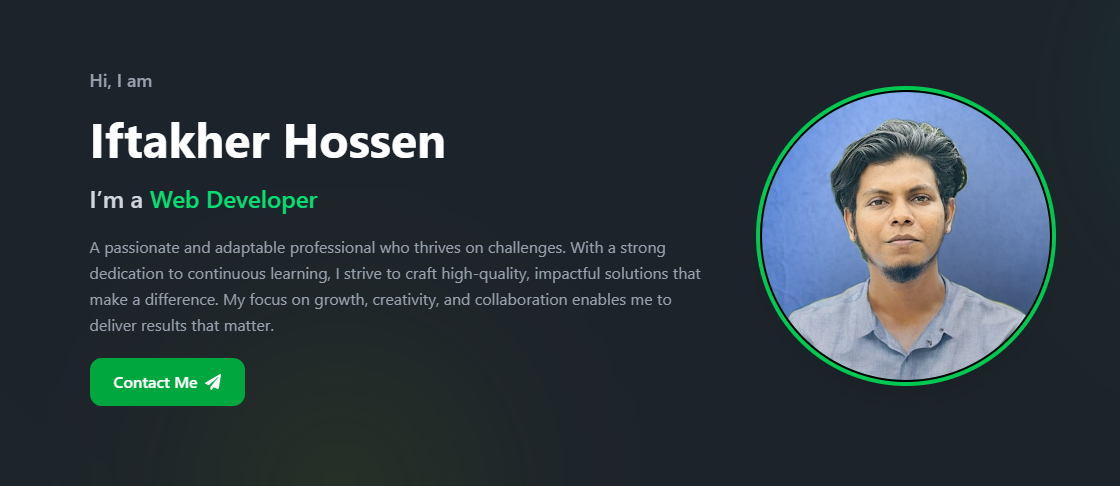 Hi, I am
Iftakher Hossen
I’m a Web Developer
A passionate and adaptable professional who thrives on challenges. With a strong
dedication to continuous learning, I strive to craft high-quality, impactful solutions that
make a difference. My focus on growth, creativity, and collaboration enables me to
deliver results that matter.
Contact Me